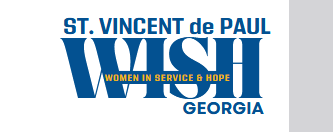 ST. VINCENT de PAUL
WISH
WOMEN IN SERVICE & HOPE
GEORGIA